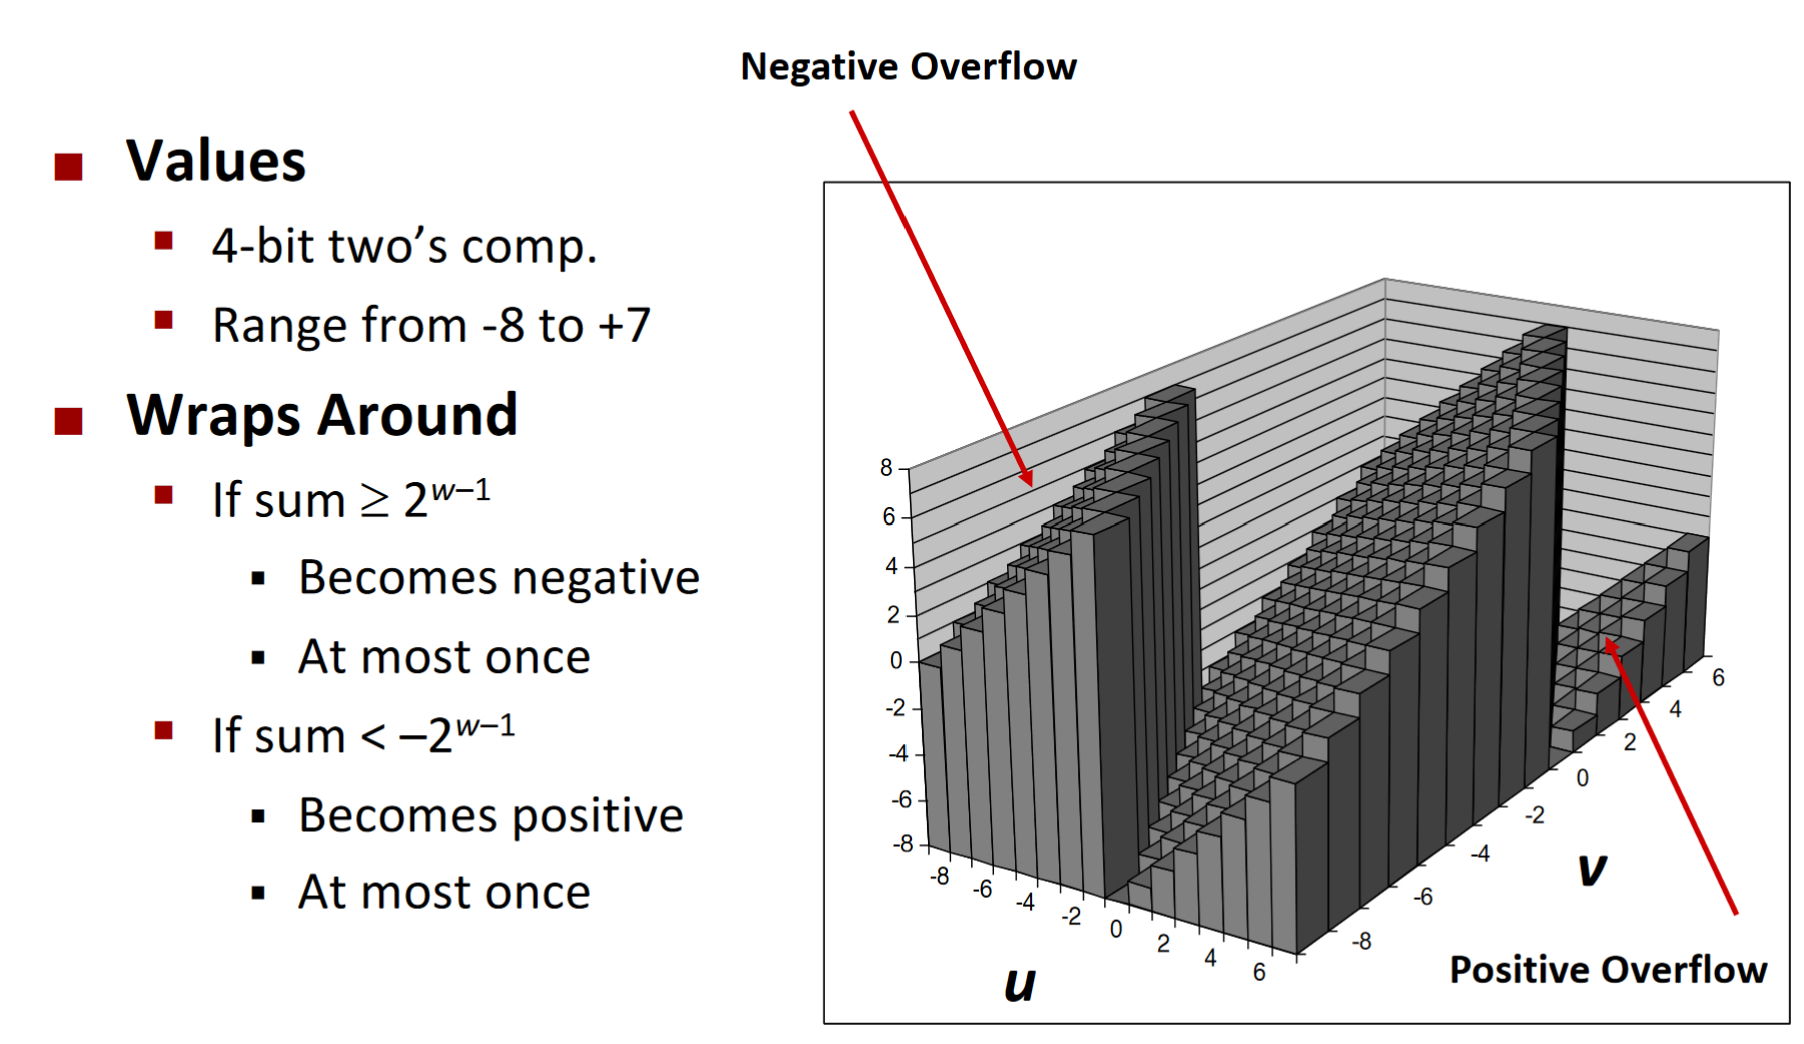 Negative Overflow
■ Values
▪ 4-bit two’s comp.
▪ Range from -8 to +7
■ Wraps Around
▪ If sum ≥ 2^{w–1}
▪ Becomes negative
▪ At most once
▪ If sum < –2^{w–1}
▪ Becomes positive
▪ At most once
8
6
4
2
0
-2
-4
-6
-8
-8
-6
-4
-2
0
2
4
6
u
-8
-6
-4
-2
0
2
4
6
v
Positive Overflow